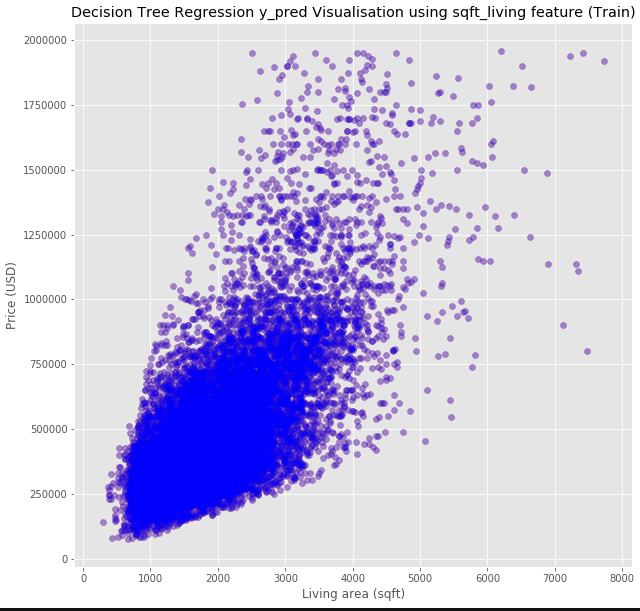 Decision Tree Regression y_pred Visualisation using sqft_living feature (Train)
2000000
1750000
1500000
1250000
1000000
750000
500000
250000
0
Price (USD)
0 1000 2000 3000 4000 5000 6000 7000 8000
Living area (sqft)